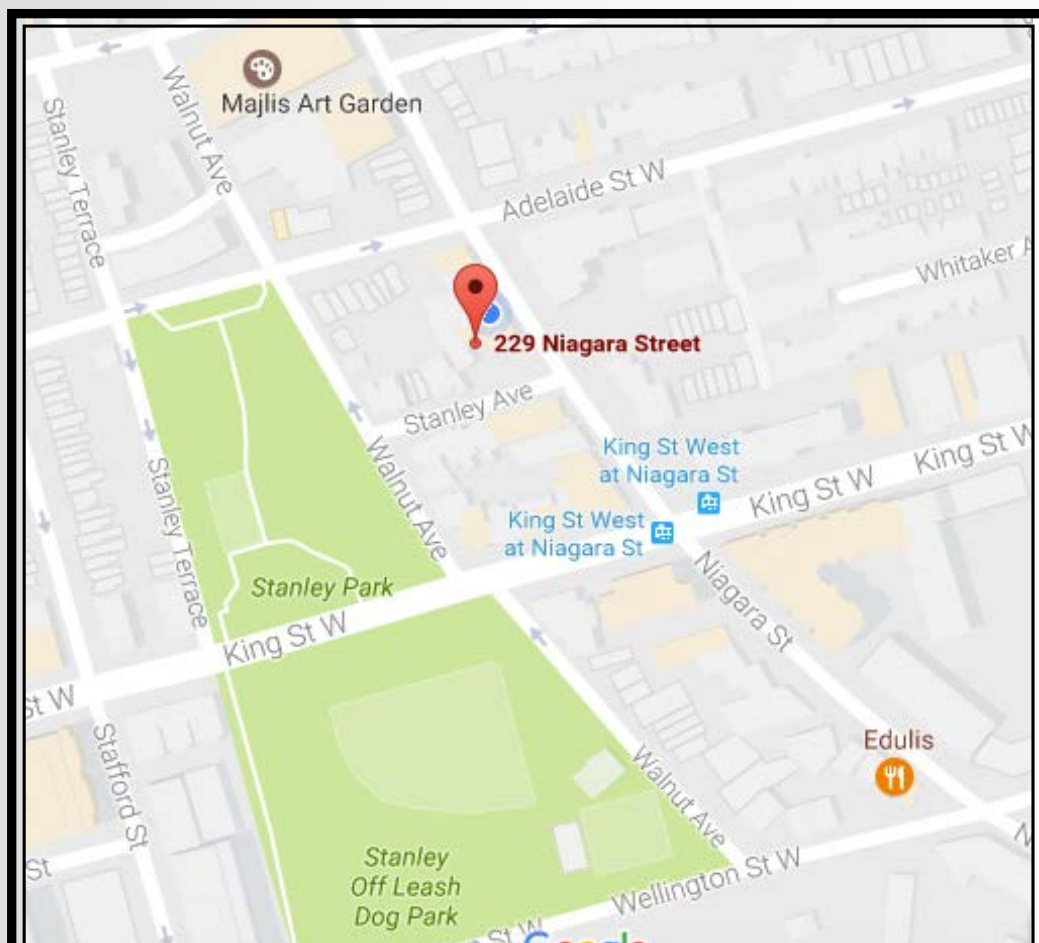 Majlis Art Garden
Walnut Ave
Stanley Terrace
Adelaide St W
Whitaker A
229 Niagara Street
Stanley Ave
King St West
at Niagara St
King St W
King St W
King St West
at Niagara St
Walnut Ave
Stanley Terrace
Niagara St
Stanley Park
King St W
St W
Stafford St
Edulis
Walnut Ave
St
Stanley
Off Leash
Dog Park
Wellington St W
St W
Google
N